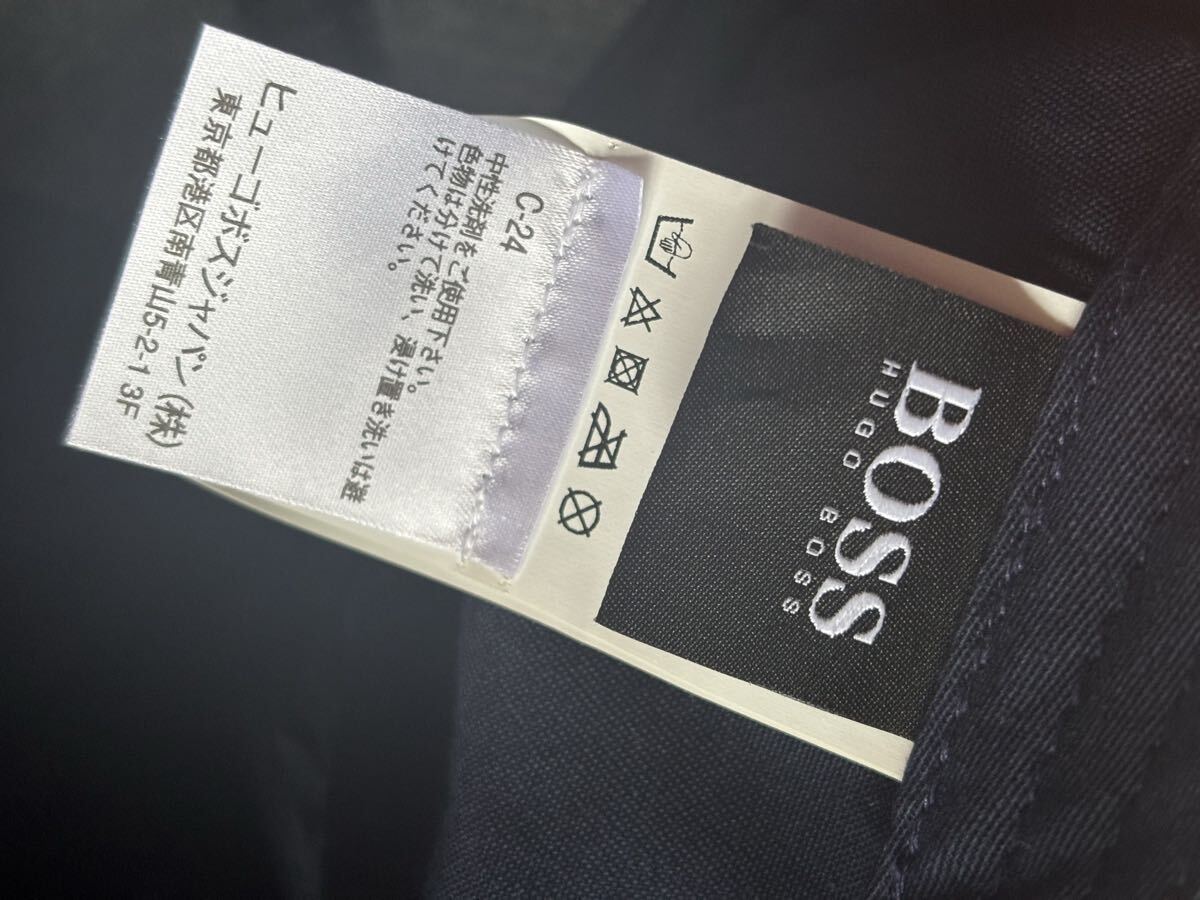 BOSS
HUGO BOSS
C-24
中性洗剤をご使用下さい。
色物は分けて洗い、浸け置き洗いは避
けてください。
ヒューゴボスジャパン(株)
東京都港区南青山5-2-1 3F